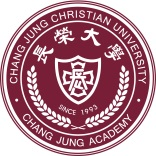 CHANG JUNG CHRISTIAN UNIVERSITY
長榮大學
SINCE 1993
CHANG JUNG ACADEMY